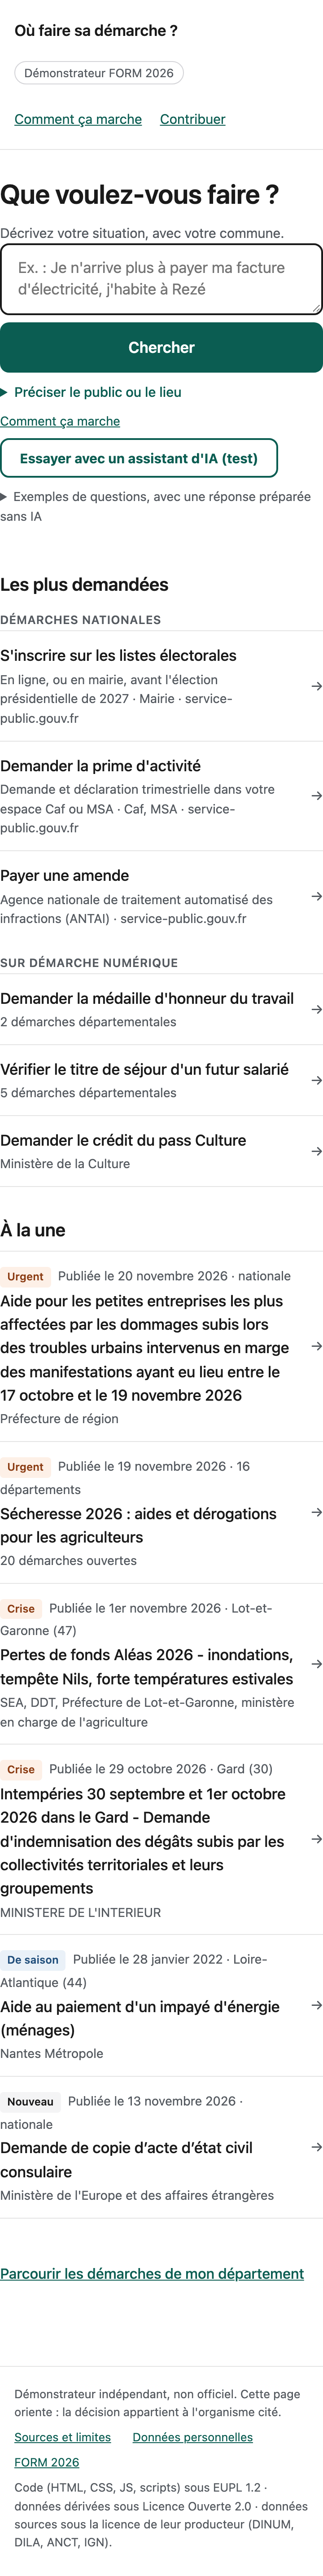 Où faire sa démarche ?
Démonstrateur FORM 2026
Comment ça marche Contribuer
Que voulez-vous faire ?
Décrivez votre situation, avec votre commune.
Ex. : Je n'arrive plus à payer ma facture
d'électricité, j'habite à Rezé
Chercher
Préciser le public ou le lieu
Comment ça marche
Essayer avec un assistant d'IA (test)
Exemples de questions, avec une réponse préparée
sans IA
Les plus demandées
DÉMARCHES NATIONALES
S'inscrire sur les listes électorales
En ligne, ou en mairie, avant l'élection
présidentielle de 2027 · Mairie · service-
public.gouv.fr
Demander la prime d'activité
Demande et déclaration trimestrielle dans votre
espace Caf ou MSA · Caf, MSA · service-
public.gouv.fr
Payer une amende
Agence nationale de traitement automatisé des
infractions (ANTAI) · service-public.gouv.fr
SUR DÉMARCHE NUMÉRIQUE
Demander la médaille d'honneur du travail
2 démarches départementales
Vérifier le titre de séjour d'un futur salarié
5 démarches départementales
Demander le crédit du pass Culture
Ministère de la Culture
À la une
Urgent Publiée le 20 novembre 2026 · nationale
Aide pour les petites entreprises les plus
affectées par les dommages subis lors
des troubles urbains intervenus en marge
des manifestations ayant eu lieu entre le
17 octobre et le 19 novembre 2026
Préfecture de région
Urgent Publiée le 19 novembre 2026 · 16
départements
Sécheresse 2026 : aides et dérogations
pour les agriculteurs
20 démarches ouvertes
Crise Publiée le 1er novembre 2026 · Lot-et-
Garonne (47)
Pertes de fonds Aléas 2026 - inondations,
tempête Nils, forte températures estivales
SEA, DDT, Préfecture de Lot-et-Garonne, ministère
en charge de l'agriculture
Crise Publiée le 29 octobre 2026 · Gard (30)
Intempéries 30 septembre et 1er octobre
2026 dans le Gard - Demande
d'indemnisation des dégâts subis par les
collectivités territoriales et leurs
groupements
MINISTERE DE L'INTERIEUR
De saison Publiée le 28 janvier 2022 · Loire-
Atlantique (44)
Aide au paiement d'un impayé d'énergie
(ménages)
Nantes Métropole
Nouveau Publiée le 13 novembre 2026 ·
nationale
Demande de copie d’acte d’état civil
consulaire
Ministère de l'Europe et des affaires étrangères
Parcourir les démarches de mon département
Démonstrateur indépendant, non officiel. Cette page
oriente : la décision appartient à l'organisme cité.
Sources et limites Données personnelles
FORM 2026
Code (HTML, CSS, JS, scripts) sous EUPL 1.2 ·
données dérivées sous Licence Ouverte 2.0 · données
sources sous la licence de leur producteur (DINUM,
DILA, ANCT, IGN).